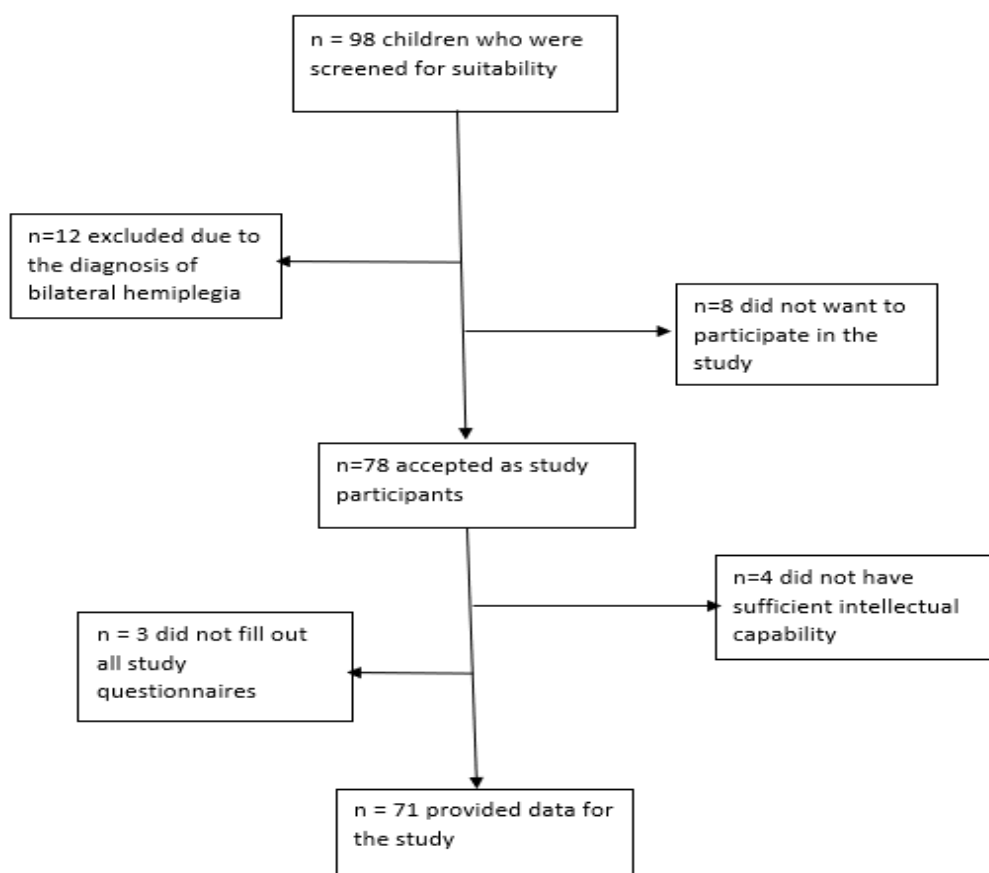 n = 98 children who were
screened for suitability
n=12 excluded due to
the diagnosis of
bilateral hemiplegia
n=8 did not want to
participate in the
study
n=78 accepted as study
participants
n=4 did not have
sufficient intellectual
capability
n = 3 did not fill out
all study
questionnaires
n = 71 provided data for
the study